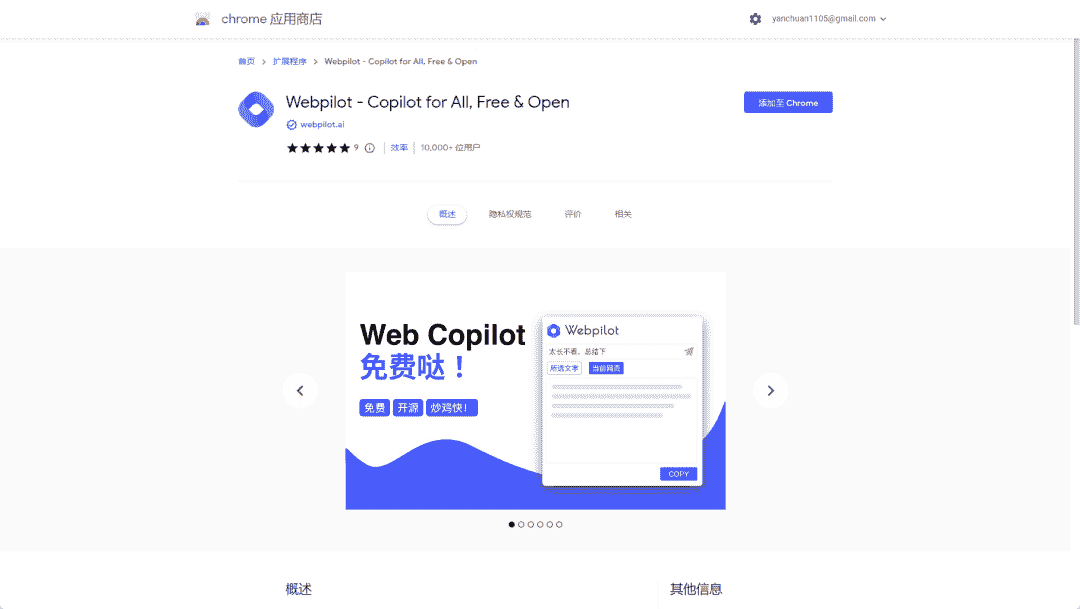 chrome 应用商店
yanchuan1105@gmail.com
首页 > 扩展程序 > Webpilot - Copilot for All, Free & Open
Webpilot - Copilot for All, Free & Open
添加至 Chrome
webpilot.ai
★★★★★ 9 效率 10,000+ 位用户
概述 隐私权规范 评价 相关
Web Copilot
免费哒！
免费 开源 炒鸡快！
Webpilot
太长不看，总结下
所选文字 当前网页
COPY
概述
其他信息